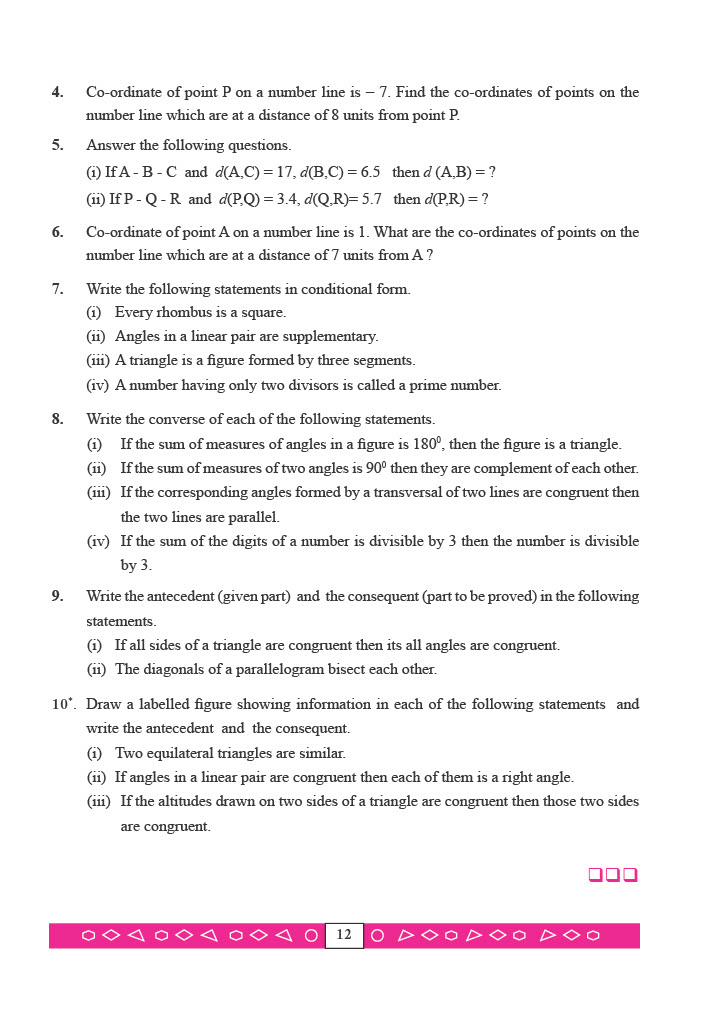 4. Co-ordinate of point P on a number line is − 7. Find the co-ordinates of points on the
number line which are at a distance of 8 units from point P.
5. Answer the following questions.
(i) If A - B - C and d(A,C) = 17, d(B,C) = 6.5 then d (A,B) = ?
(ii) If P - Q - R and d(P,Q) = 3.4, d(Q,R)= 5.7 then d(P,R) = ?
6. Co-ordinate of point A on a number line is 1. What are the co-ordinates of points on the
number line which are at a distance of 7 units from A ?
7. Write the following statements in conditional form.
(i) Every rhombus is a square.
(ii) Angles in a linear pair are supplementary.
(iii) A triangle is a figure formed by three segments.
(iv) A number having only two divisors is called a prime number.
8. Write the converse of each of the following statements.
(i) If the sum of measures of angles in a figure is 180⁰, then the figure is a triangle.
(ii) If the sum of measures of two angles is 90⁰ then they are complement of each other.
(iii) If the corresponding angles formed by a transversal of two lines are congruent then
the two lines are parallel.
(iv) If the sum of the digits of a number is divisible by 3 then the number is divisible
by 3.
9. Write the antecedent (given part) and the consequent (part to be proved) in the following
statements.
(i) If all sides of a triangle are congruent then its all angles are congruent.
(ii) The diagonals of a parallelogram bisect each other.
10*. Draw a labelled figure showing information in each of the following statements and
write the antecedent and the consequent.
(i) Two equilateral triangles are similar.
(ii) If angles in a linear pair are congruent then each of them is a right angle.
(iii) If the altitudes drawn on two sides of a triangle are congruent then those two sides
are congruent.
12